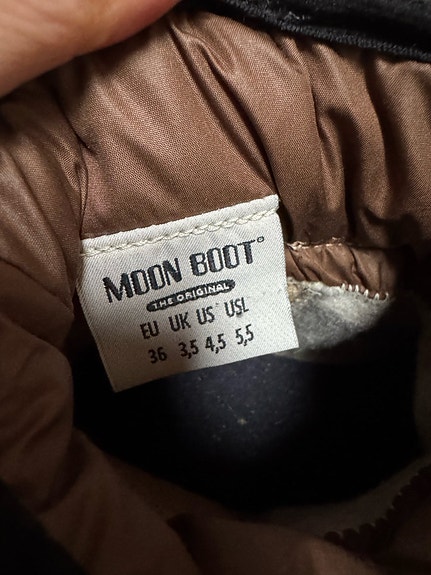 MOON BOOT®
THE ORIGINAL
EU UK US USL
36 3,5 4,5 5,5